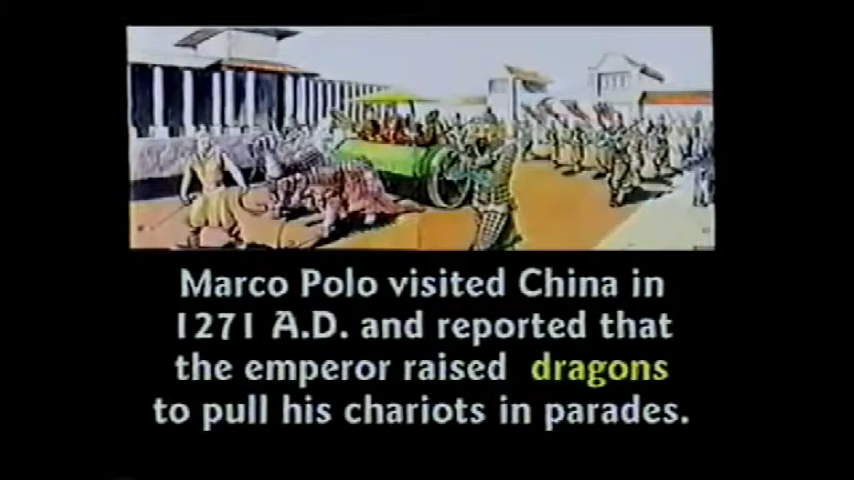 Marco Polo visited China in
1271 A.D. and reported that
the emperor raised dragons
to pull his chariots in parades.